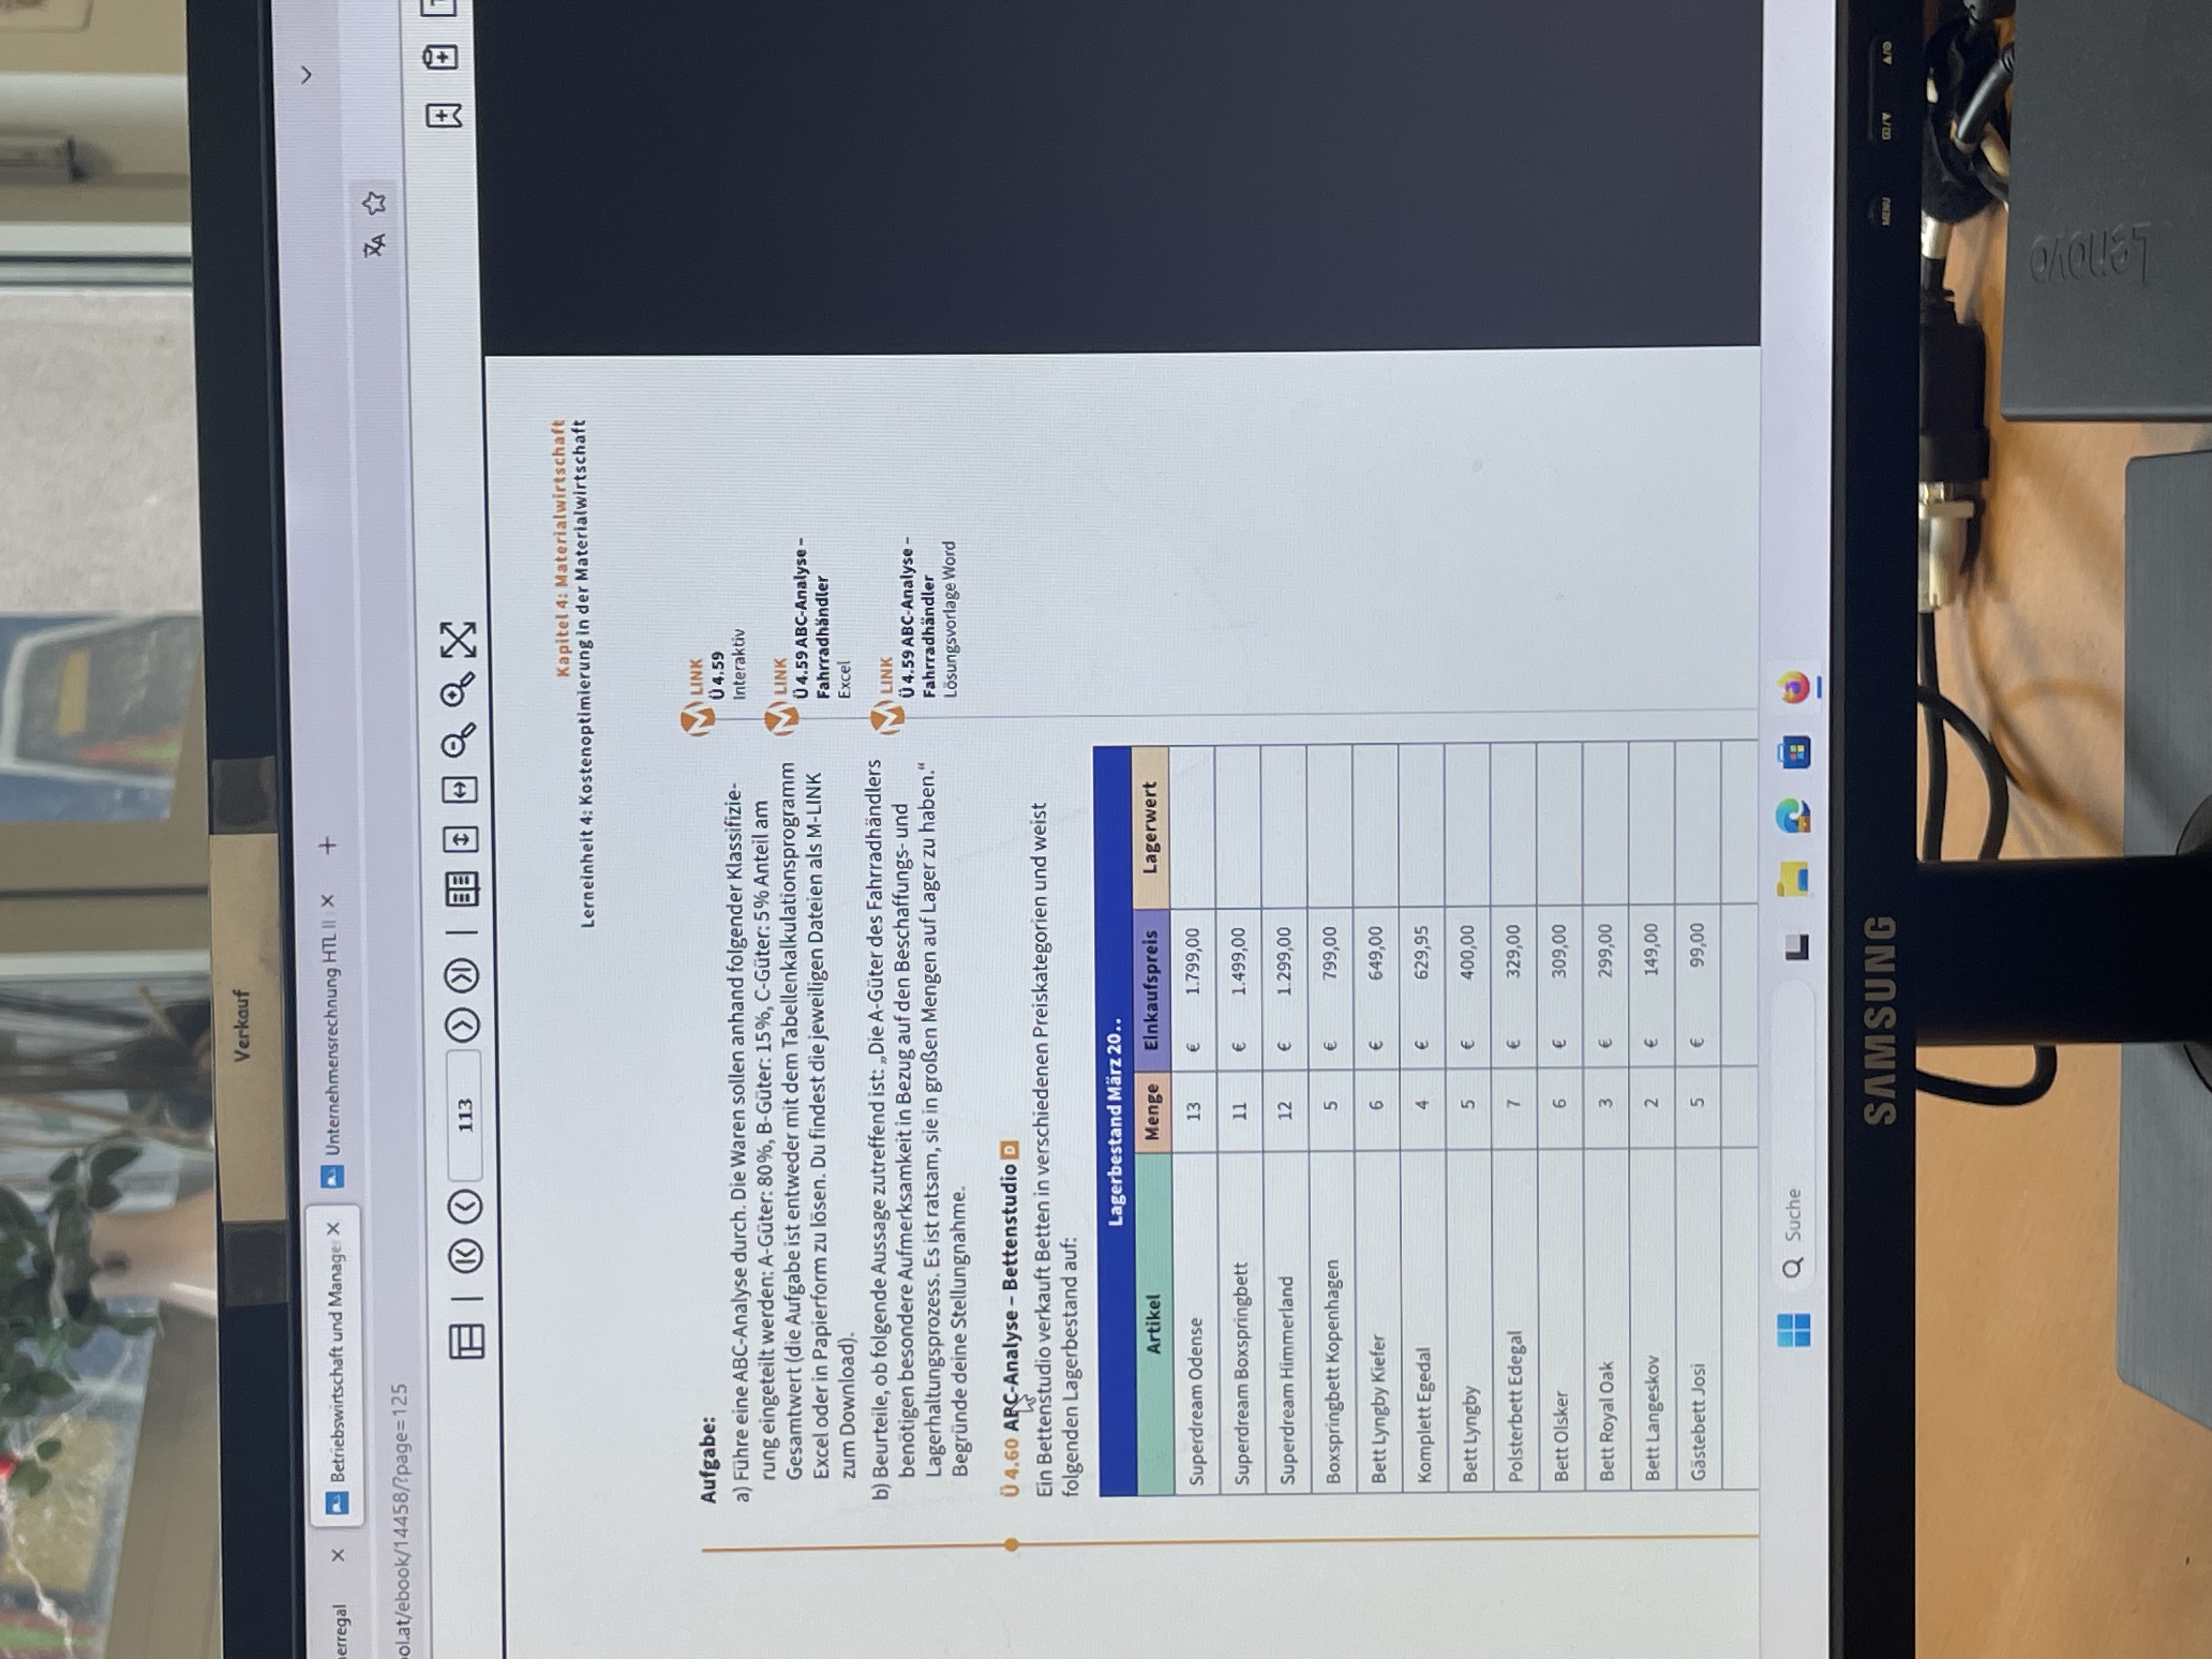 Verkauf
erregal
Betriebswirtschaft und Manage
Unternehmensrechnung HTL II
ol.at/ebook/14458/?page=125
113
Kapitel 4: Materialwirtschaft
Lerneinheit 4: Kostenoptimierung in der Materialwirtschaft
Aufgabe:
a) Führe eine ABC-Analyse durch. Die Waren sollen anhand folgender Klassifizie-
rung eingeteilt werden: A-Güter: 80%, B-Güter: 15%, C-Güter: 5% Anteil am
Gesamtwert (die Aufgabe ist entweder mit dem Tabellenkalkulationsprogramm
Excel oder in Papierform zu lösen. Du findest die jeweiligen Dateien als M-LINK
zum Download).
b) Beurteile, ob folgende Aussage zutreffend ist: „Die A-Güter des Fahrradhändlers
benötigen besondere Aufmerksamkeit in Bezug auf den Beschaffungs- und
Lagerhaltungsprozess. Es ist ratsam, sie in großen Mengen auf Lager zu haben.“
Begründe deine Stellungnahme.
M LINK
Ü 4.59
Interaktiv
M LINK
Ü 4.59 ABC-Analyse –
Fahrradhändler
Excel
M LINK
Ü 4.59 ABC-Analyse –
Fahrradhändler
Lösungsvorlage Word
Ü 4.60 ABC-Analyse – Bettenstudio D
Ein Bettenstudio verkauft Betten in verschiedenen Preiskategorien und weist
folgenden Lagerbestand auf:
Lagerbestand März 20..
Artikel Menge Einkaufspreis Lagerwert
Superdream Odense 13 € 1.799,00
Superdream Boxspringbett 11 € 1.499,00
Superdream Himmerland 12 € 1.299,00
Boxspringbett Kopenhagen 5 € 799,00
Bett Lyngby Kiefer 6 € 649,00
Komplett Egedal 4 € 629,95
Bett Lyngby 5 € 400,00
Polsterbett Edegal 7 € 329,00
Bett Olsker 6 € 309,00
Bett Royal Oak 3 € 299,00
Bett Langeskov 2 € 149,00
Gästebett Josi 5 € 99,00
Suche
SAMSUNG
MENU
lenovo